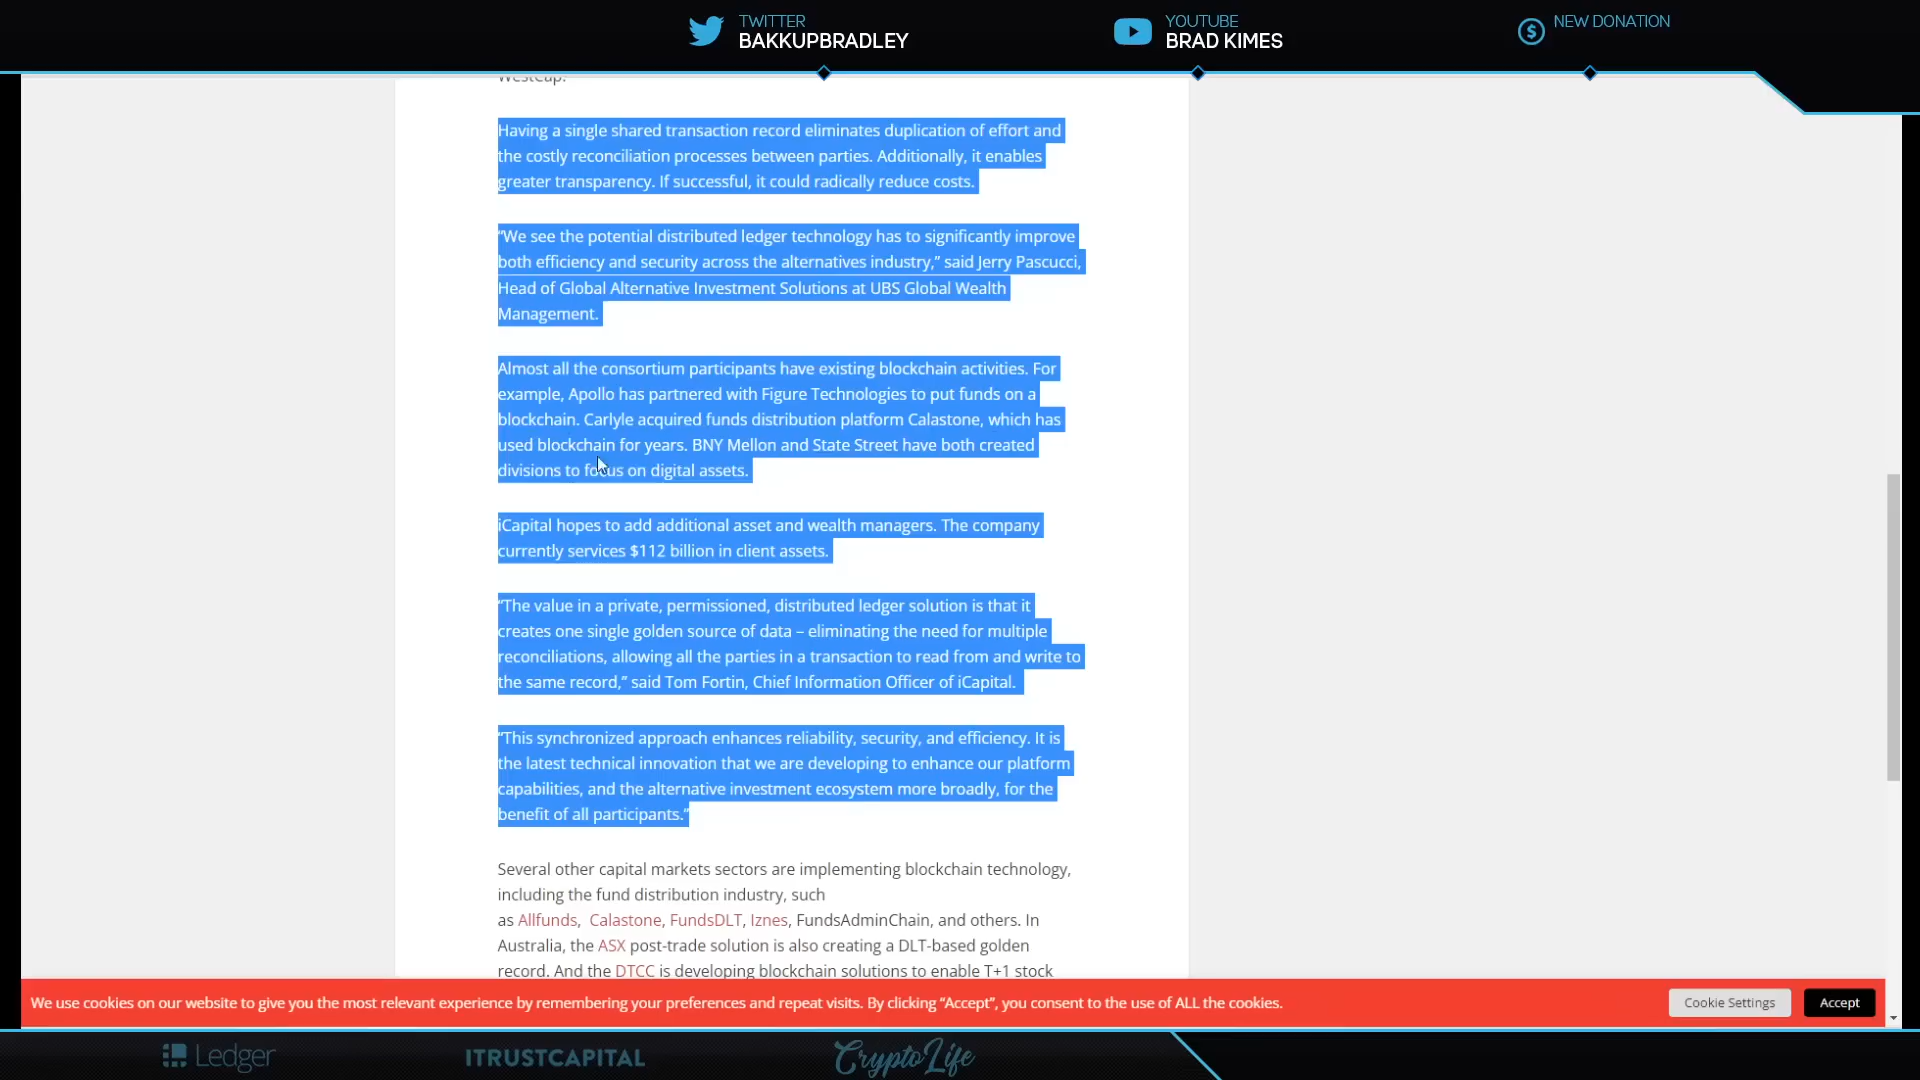 TWITTER
BAKKUPBRADLEY
YOUTUBE
BRAD KIMES
NEW DONATION
WestCap.
Having a single shared transaction record eliminates duplication of effort and
the costly reconciliation processes between parties. Additionally, it enables
greater transparency. If successful, it could radically reduce costs.
“We see the potential distributed ledger technology has to significantly improve
both efficiency and security across the alternatives industry,” said Jerry Pascucci,
Head of Global Alternative Investment Solutions at UBS Global Wealth
Management.
Almost all the consortium participants have existing blockchain activities. For
example, Apollo has partnered with Figure Technologies to put funds on a
blockchain. Carlyle acquired funds distribution platform Calastone, which has
used blockchain for years. BNY Mellon and State Street have both created
divisions to focus on digital assets.
iCapital hopes to add additional asset and wealth managers. The company
currently services $112 billion in client assets.
“The value in a private, permissioned, distributed ledger solution is that it
creates one single golden source of data – eliminating the need for multiple
reconciliations, allowing all the parties in a transaction to read from and write to
the same record,” said Tom Fortin, Chief Information Officer of iCapital.
“This synchronized approach enhances reliability, security, and efficiency. It is
the latest technical innovation that we are developing to enhance our platform
capabilities, and the alternative investment ecosystem more broadly, for the
benefit of all participants.”
Several other capital markets sectors are implementing blockchain technology,
including the fund distribution industry, such
as Allfunds, Calastone, FundsDLT, Iznes, FundsAdminChain, and others. In
Australia, the ASX post-trade solution is also creating a DLT-based golden
record. And the DTCC is developing blockchain solutions to enable T+1 stock
We use cookies on our website to give you the most relevant experience by remembering your preferences and repeat visits. By clicking “Accept”, you consent to the use of ALL the cookies.
Cookie Settings
Accept
Ledger
ITRUSTCAPITAL
CryptoLife